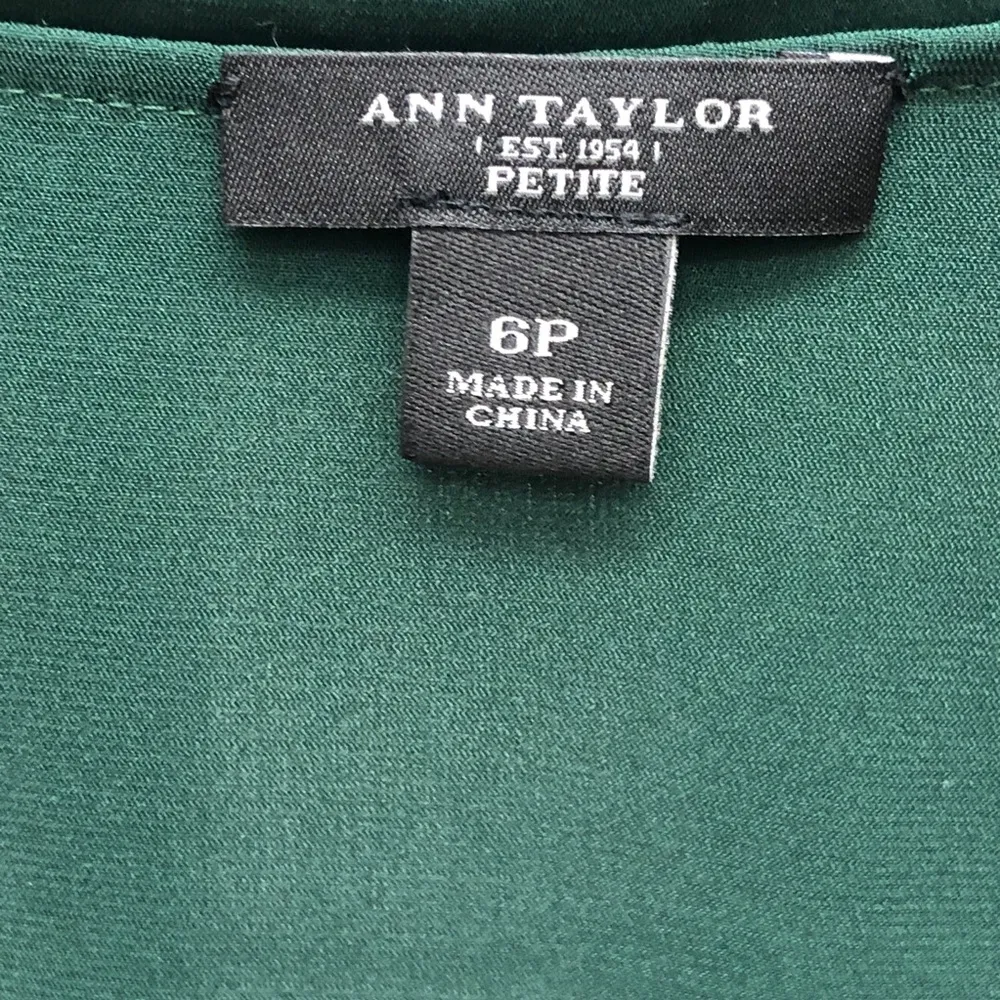 ANN TAYLOR
EST. 1954
PETITE
6P
MADE IN
CHINA